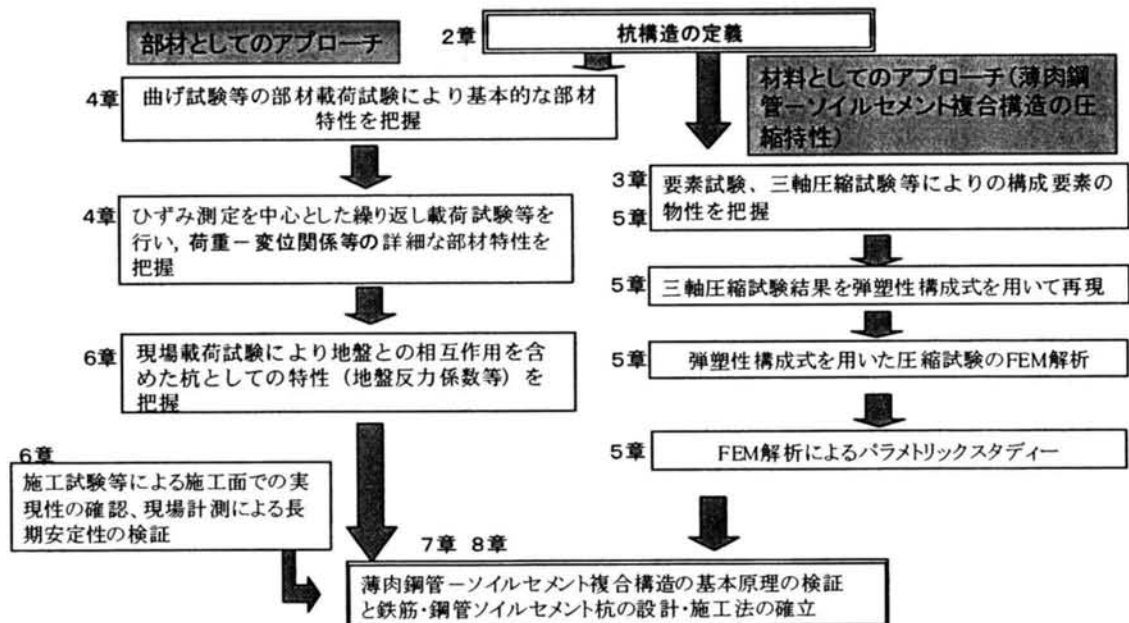 部材としてのアプローチ
2章
杭構造の定義
材料としてのアプローチ(薄肉鋼
管ーソイルセメント複合構造の圧
縮特性)
4章
曲げ試験等の部材載荷試験により基本的な部材
特性を把握
3章
5章
要素試験、三軸圧縮試験等によりの構成要素の
物性を把握
4章
ひずみ測定を中心とした繰り返し載荷試験等を
行い,荷重ー変位関係等の詳細な部材特性を
把握
5章
三軸圧縮試験結果を弾塑性構成式を用いて再現
6章
現場載荷試験により地盤との相互作用を含
めた杭としての特性(地盤反力係数等)を
把握
5章
弾塑性構成式を用いた圧縮試験のFEM解析
5章
FEM解析によるパラメトリックスタディー
6章
施工試験等による施工面での実
現性の確認、現場計測による長
期安定性の検証
7章 8章
薄肉鋼管ーソイルセメント複合構造の基本原理の検証
と鉄筋・鋼管ソイルセメント杭の設計・施工法の確立